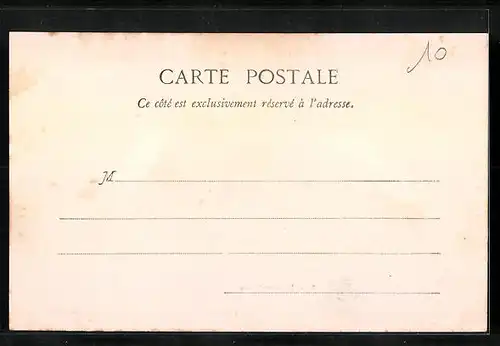 10
CARTE POSTALE
Ce côté est exclusivement réservé à l'adresse.
M